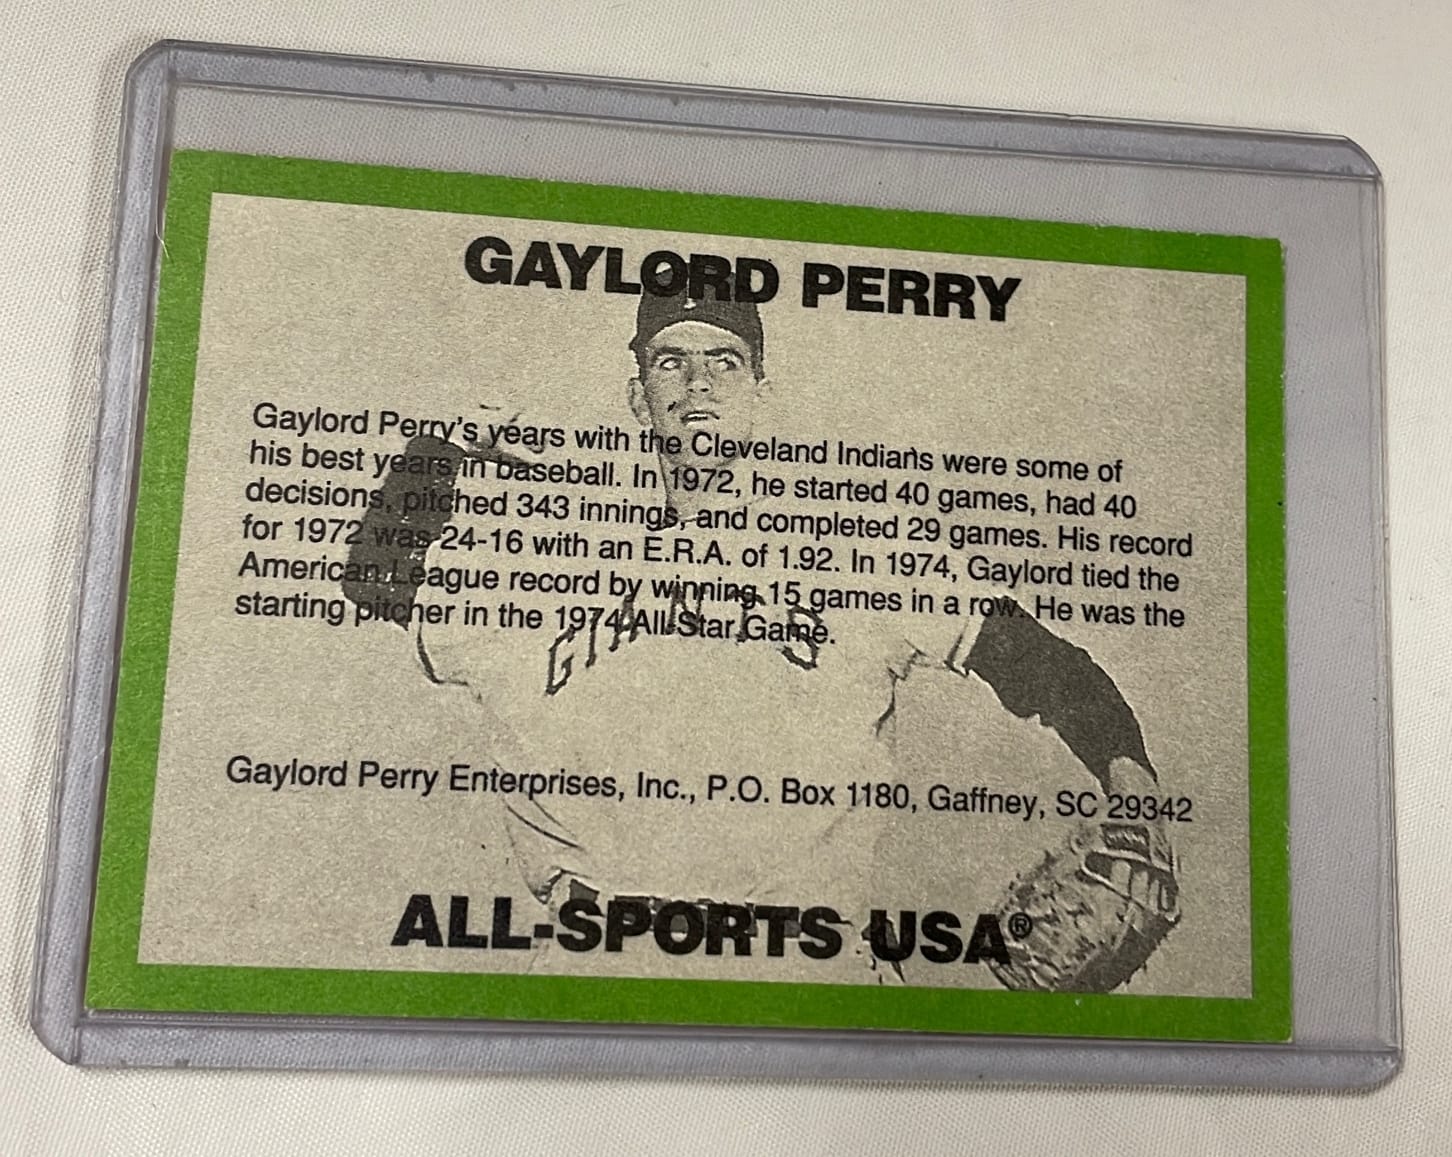 GAYLORD PERRY
Gaylord Perry's years with the Cleveland Indians were some of
his best years in baseball. In 1972, he started 40 games, had 40
decisions, pitched 343 innings, and completed 29 games. His record
for 1972 was 24-16 with an E.R.A. of 1.92. In 1974, Gaylord tied the
American League record by winning 15 games in a row. He was the
starting pitcher in the 1974 All-Star Game.
GIANTS
Gaylord Perry Enterprises, Inc., P.O. Box 1180, Gaffney, SC 29342
ALL-SPORTS USA®